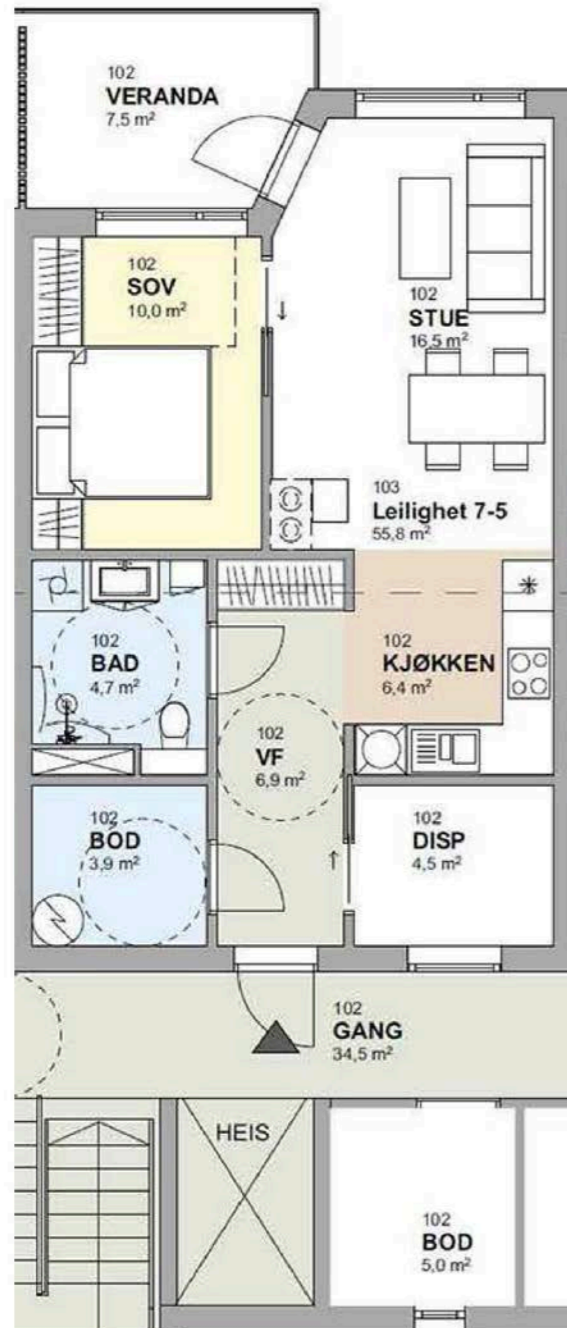 102
VERANDA
7,5 m²
102
SOV
10,0 m²
102
STUE
16,5 m²
103
Leilighet 7-5
55,8 m²
102
BAD
4,7 m²
102
KJØKKEN
6,4 m²
102
VF
6,9 m²
102
BOD
3,9 m²
102
DISP
4,5 m²
102
GANG
34,5 m²
HEIS
102
BOD
5,0 m²